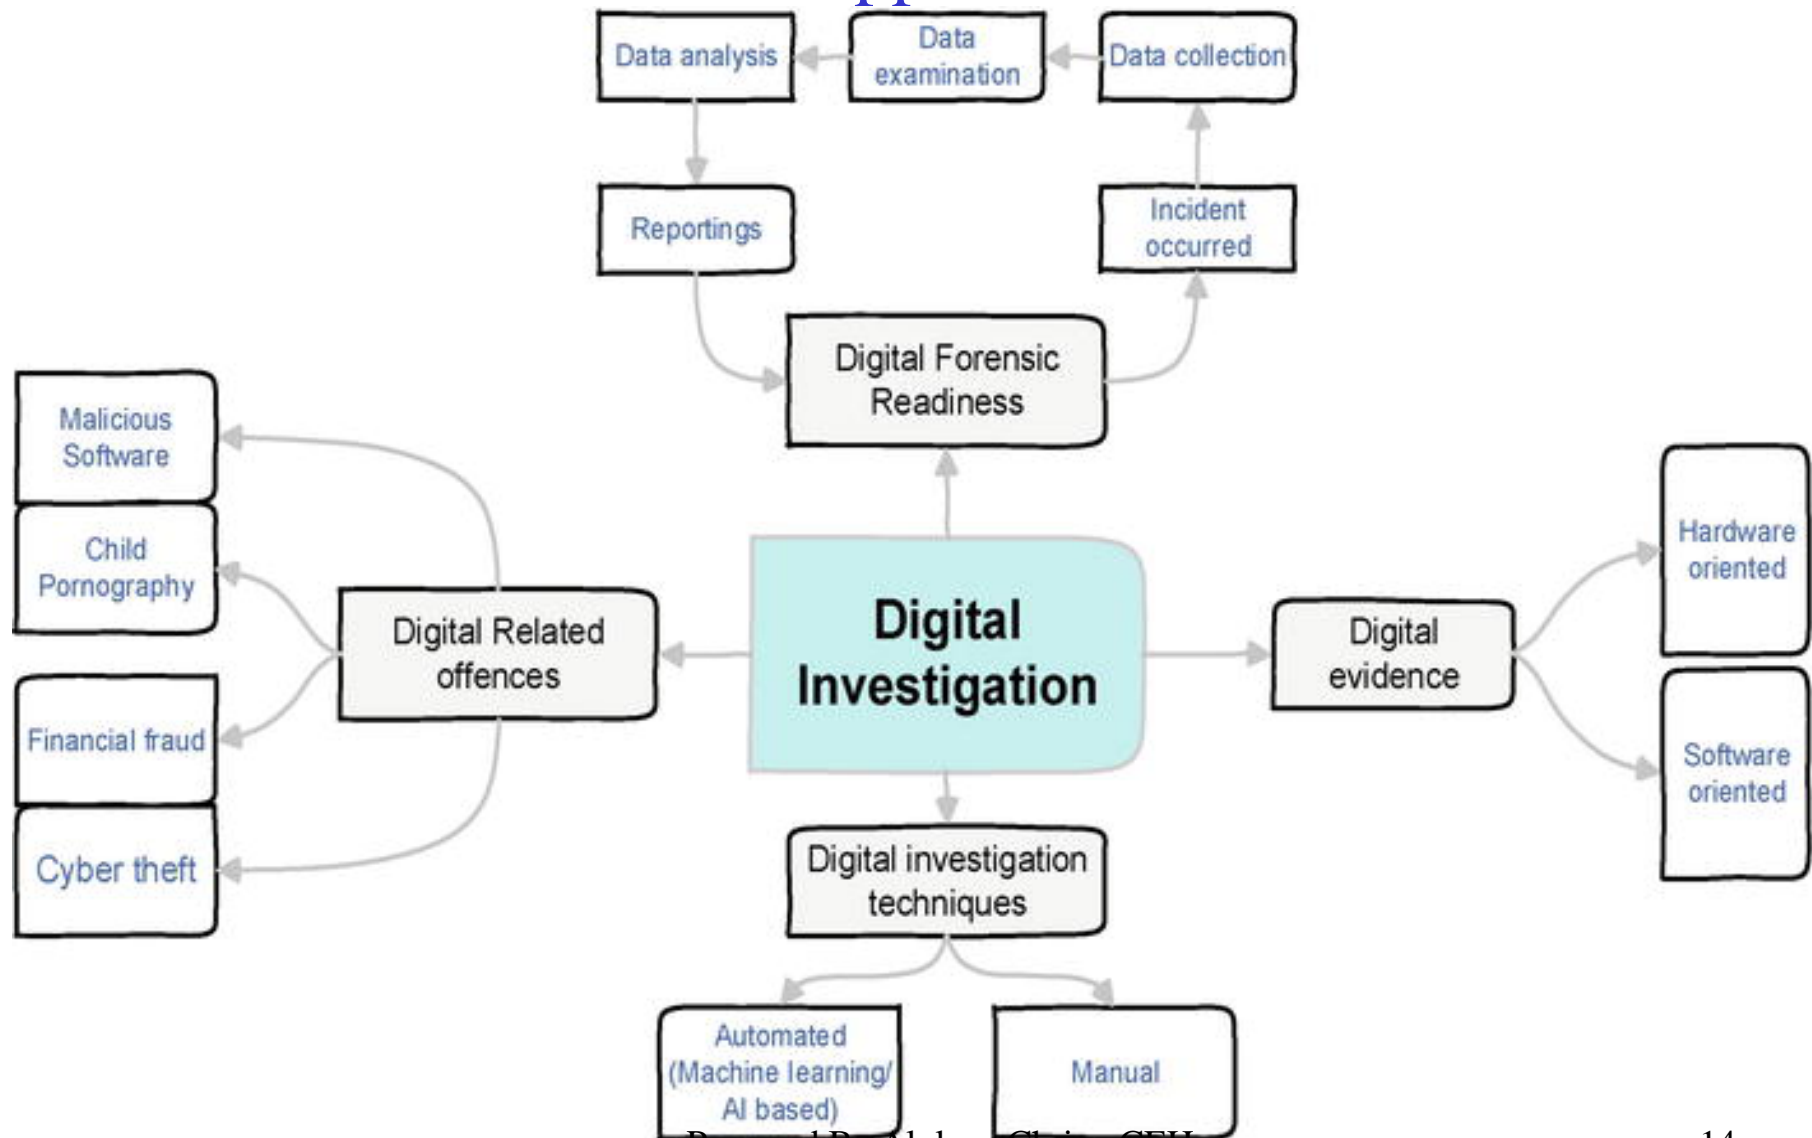 Data analysis
Data
examination
Data collection
Reportings
Incident
occurred
Digital Forensic
Readiness
Malicious
Software
Child
Pornography
Financial fraud
Cyber theft
Digital Related
offences
Digital
Investigation
Digital
evidence
Hardware
oriented
Software
oriented
Digital investigation
techniques
Automated
(Machine learning/
AI based)
Manual
14